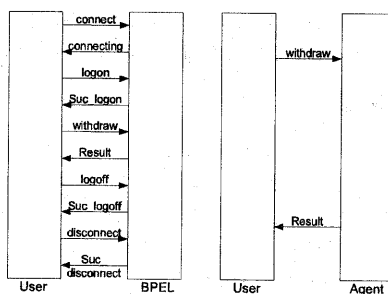 connect
connecting
logon
Suc_logon
withdraw
Result
logoff
Suc_logoff
disconnect
Suc
disconnect
User
BPEL
withdraw
Result
User
Agent